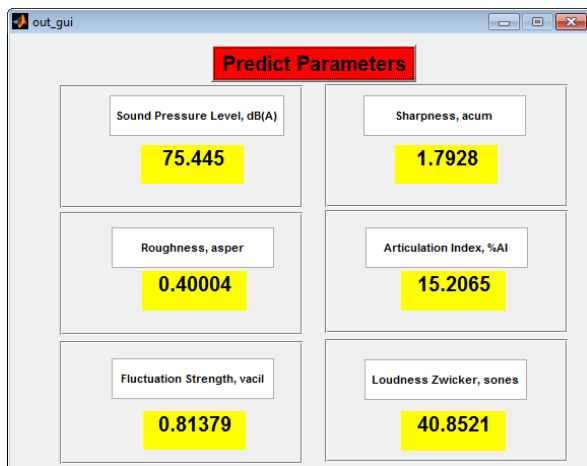 out_gui
Predict Parameters
Sound Pressure Level, dB(A)
75.445
Sharpness, acum
1.7928
Roughness, asper
0.40004
Articulation Index, %AI
15.2065
Fluctuation Strength, vacil
0.81379
Loudness Zwicker, sones
40.8521